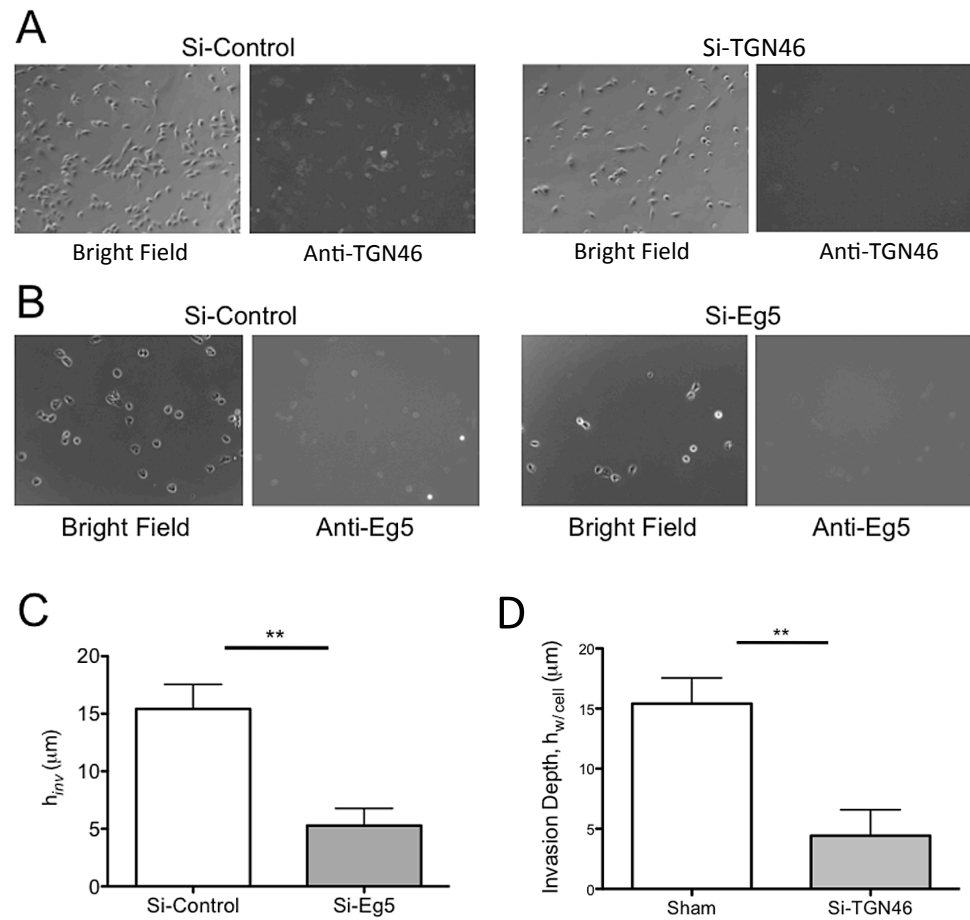 A
Si-Control
Si-TGN46
Bright Field
Anti-TGN46
Bright Field
Anti-TGN46
B
Si-Control
Si-Eg5
Bright Field
Anti-Eg5
Bright Field
Anti-Eg5
C
**
h_inv (μm)
20
15
10
5
0
Si-Control
Si-Eg5
D
**
Invasion Depth, h_w/cell (μm)
20
15
10
5
0
Sham
Si-TGN46